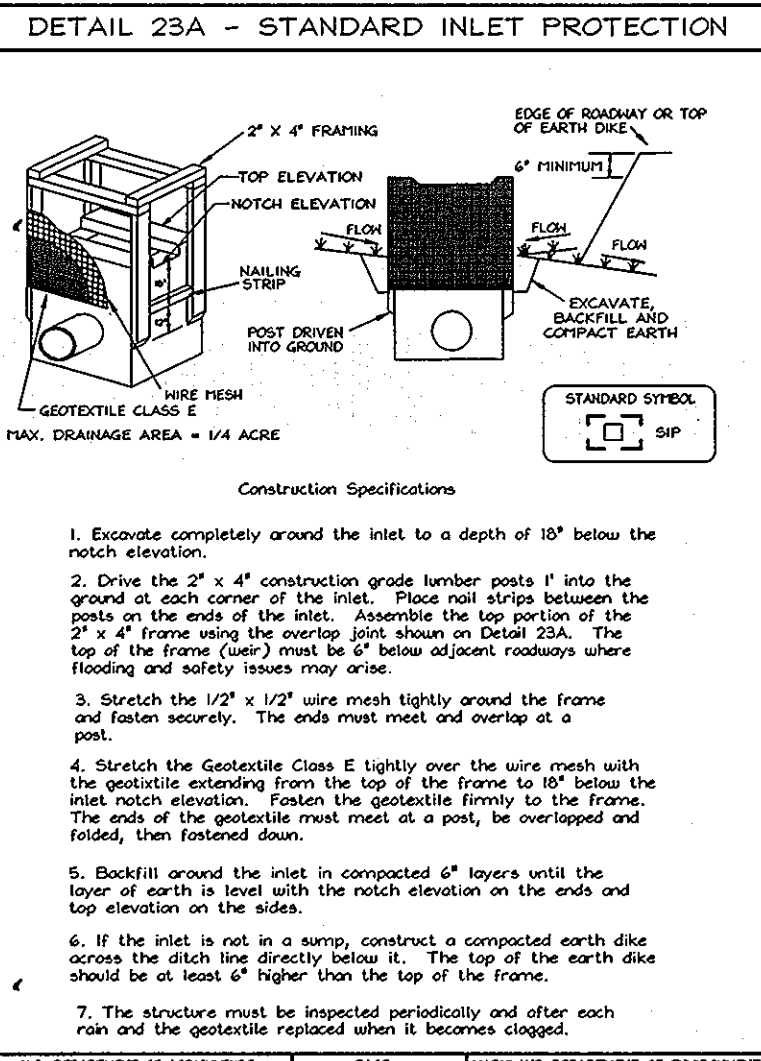 DETAIL 23A - STANDARD INLET PROTECTION
2" X 4" FRAMING
TOP ELEVATION
NOTCH ELEVATION
NAILING
STRIP
WIRE MESH
GEOTEXTILE CLASS E
MAX. DRAINAGE AREA = 1/4 ACRE
EDGE OF ROADWAY OR TOP
OF EARTH DIKE
6" MINIMUM
FLOW
FLOW
FLOW
POST DRIVEN
INTO GROUND
EXCAVATE,
BACKFILL AND
COMPACT EARTH
STANDARD SYMBOL
SIP
Construction Specifications
1. Excavate completely around the inlet to a depth of 18" below the
notch elevation.
2. Drive the 2" x 4" construction grade lumber posts 1' into the
ground at each corner of the inlet. Place nail strips between the
posts on the ends of the inlet. Assemble the top portion of the
2" x 4" frame using the overlap joint shown on Detail 23A. The
top of the frame (weir) must be 6" below adjacent roadways where
flooding and safety issues may arise.
3. Stretch the 1/2" x 1/2" wire mesh tightly around the frame
and fasten securely. The ends must meet and overlap at a
post.
4. Stretch the Geotextile Class E tightly over the wire mesh with
the geotixtile extending from the top of the frame to 18" below the
inlet notch elevation. Fasten the geotextile firmly to the frame.
The ends of the geotextile must meet at a post, be overlapped and
folded, then fastened down.
5. Backfill around the inlet in compacted 6" layers until the
layer of earth is level with the notch elevation on the ends and
top elevation on the sides.
6. If the inlet is not in a sump, construct a compacted earth dike
across the ditch line directly below it. The top of the earth dike
should be at least 6" higher than the top of the frame.
7. The structure must be inspected periodically and after each
rain and the geotextile replaced when it becomes clogged.